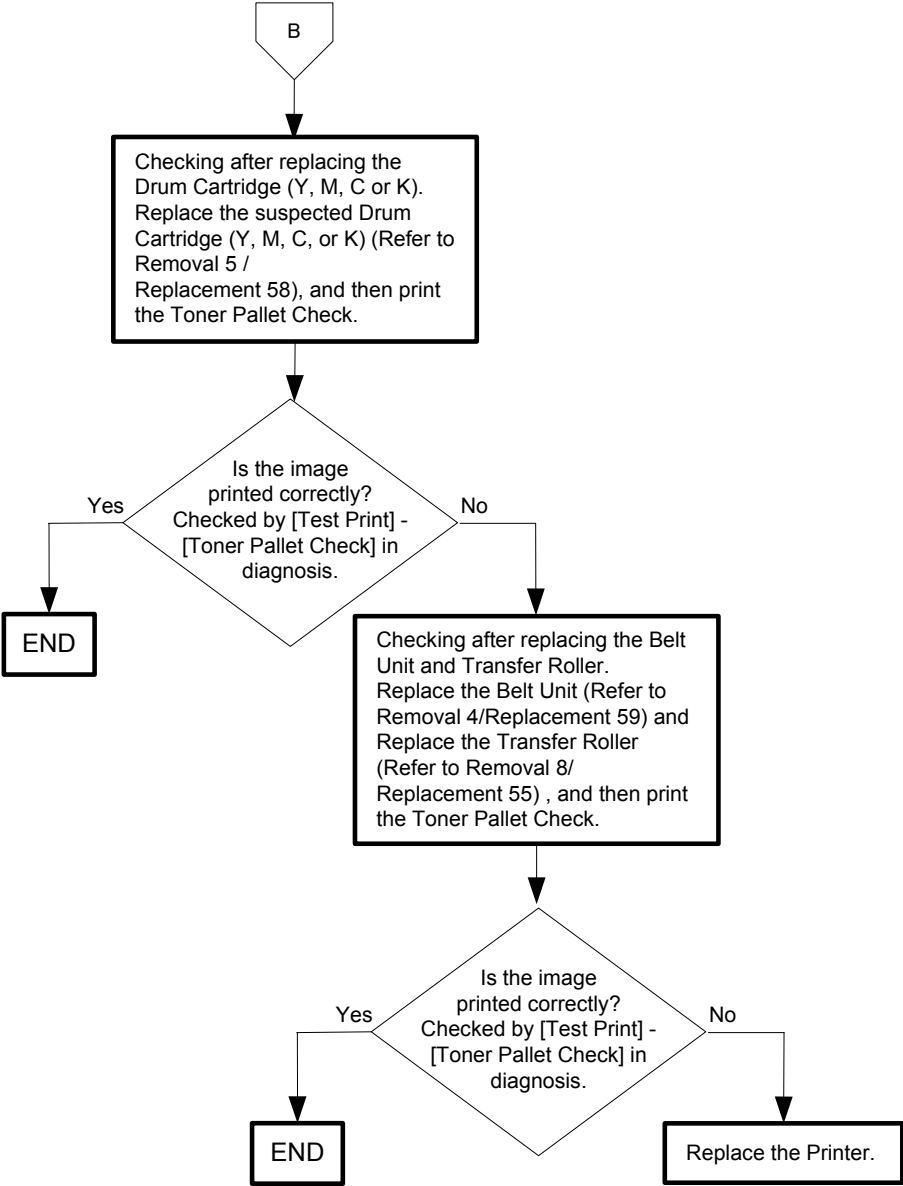 B
Checking after replacing the
Drum Cartridge (Y, M, C or K).
Replace the suspected Drum
Cartridge (Y, M, C, or K) (Refer to
Removal 5 /
Replacement 58), and then print
the Toner Pallet Check.
Is the image
printed correctly?
Checked by [Test Print] -
[Toner Pallet Check] in
diagnosis.
Yes
No
END
Checking after replacing the Belt
Unit and Transfer Roller.
Replace the Belt Unit (Refer to
Removal 4/Replacement 59) and
Replace the Transfer Roller
(Refer to Removal 8/
Replacement 55) , and then print
the Toner Pallet Check.
Is the image
printed correctly?
Checked by [Test Print] -
[Toner Pallet Check] in
diagnosis.
Yes
No
END
Replace the Printer.